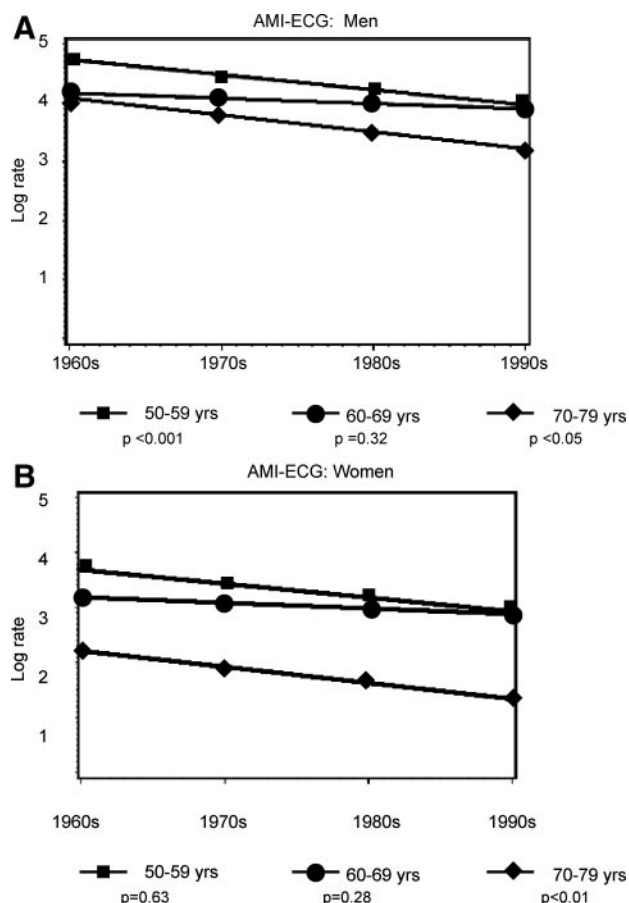 A
AMI-ECG: Men
5
4
3
2
1
Log rate
1960s 1970s 1980s 1990s
50-59 yrs 60-69 yrs 70-79 yrs
p <0.001 p =0.32 p <0.05
B
AMI-ECG: Women
5
4
3
2
1
Log rate
1960s 1970s 1980s 1990s
50-59 yrs 60-69 yrs 70-79 yrs
p=0.63 p=0.28 p<0.01